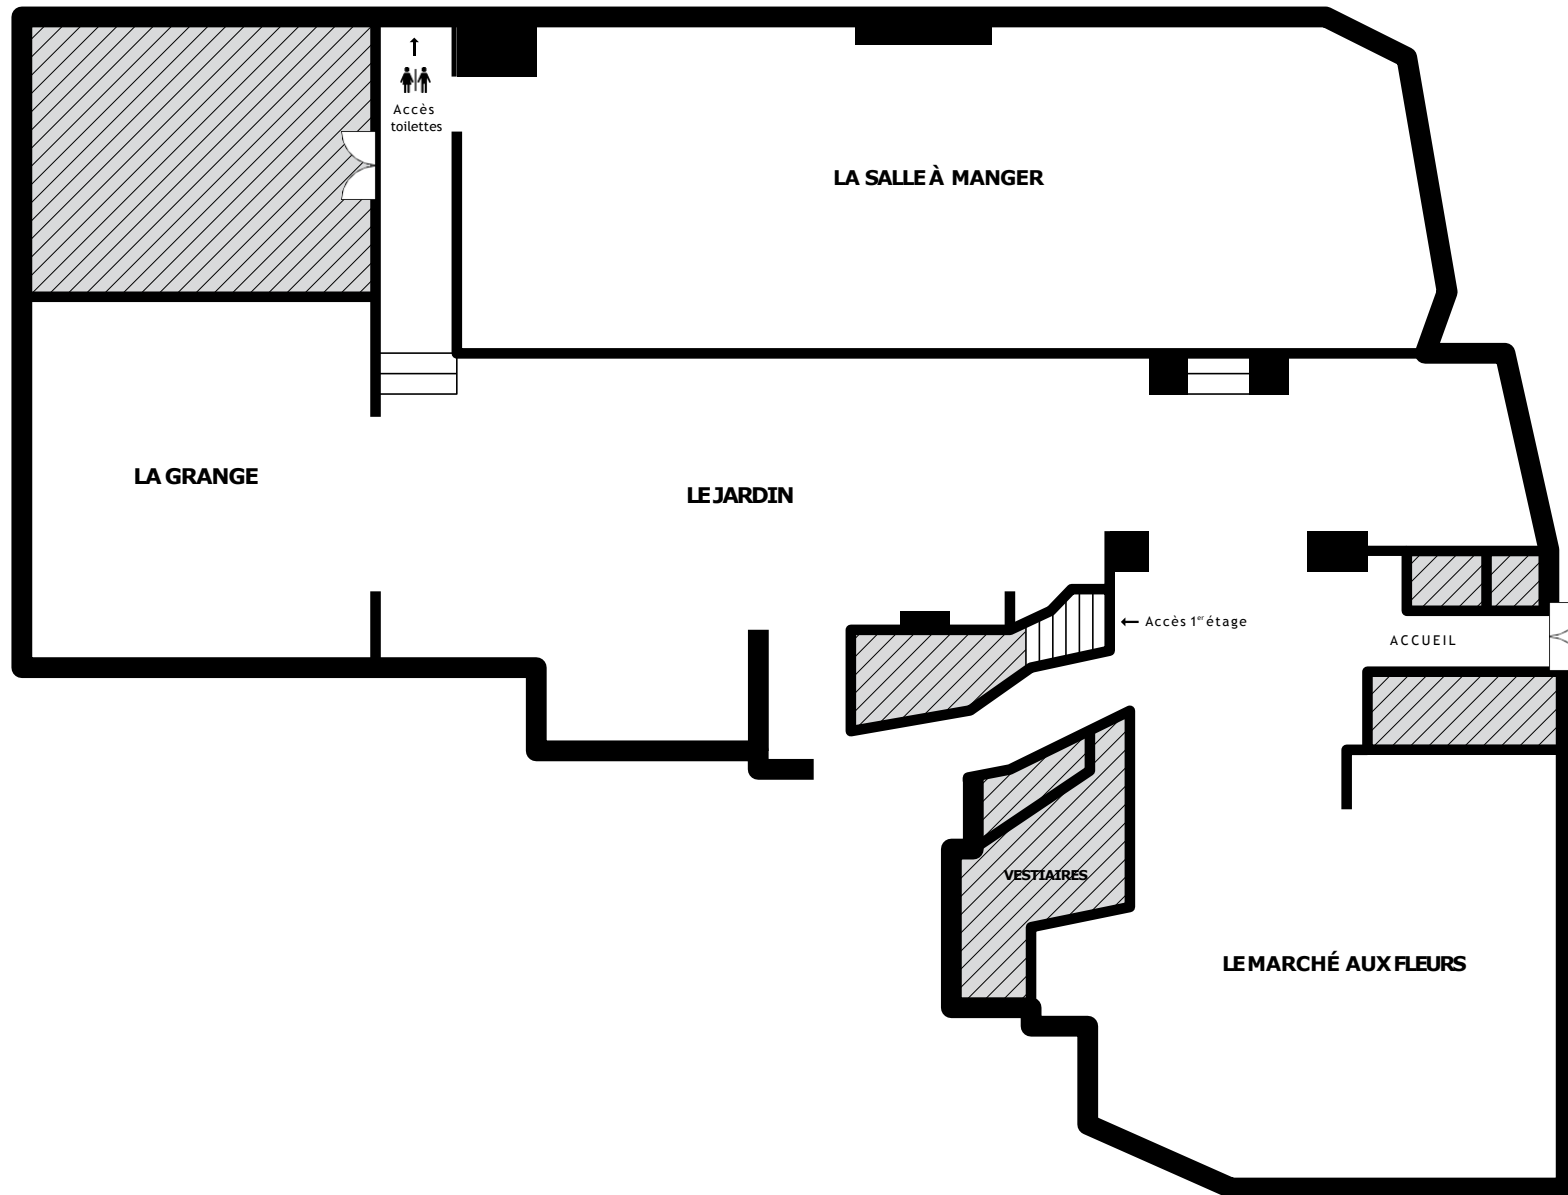 Accès
toilettes
LA SALLE À MANGER
LA GRANGE
LE JARDIN
Accès 1er étage
ACCUEIL
VESTIAIRES
LE MARCHÉ AUX FLEURS